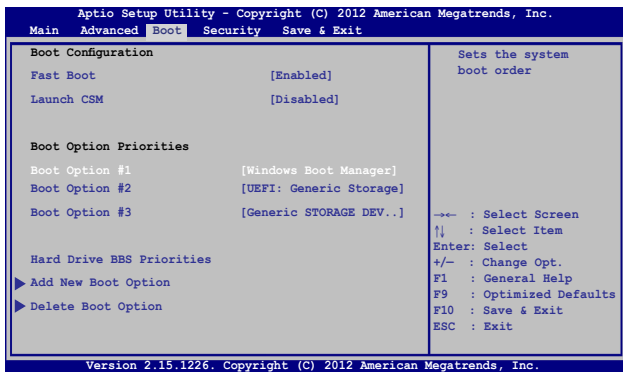 Aptio Setup Utility - Copyright (C) 2012 American Megatrends, Inc.
Main Advanced Boot Security Save & Exit
Boot Configuration
Fast Boot [Enabled]
Launch CSM [Disabled]
Boot Option Priorities
Boot Option #1 [Windows Boot Manager]
Boot Option #2 [UEFI: Generic Storage]
Boot Option #3 [Generic STORAGE DEV..]
Hard Drive BBS Priorities
Add New Boot Option
Delete Boot Option
Sets the system
boot order
→← : Select Screen
↑↓ : Select Item
Enter: Select
+/— : Change Opt.
F1 : General Help
F9 : Optimized Defaults
F10 : Save & Exit
ESC : Exit
Version 2.15.1226. Copyright (C) 2012 American Megatrends, Inc.